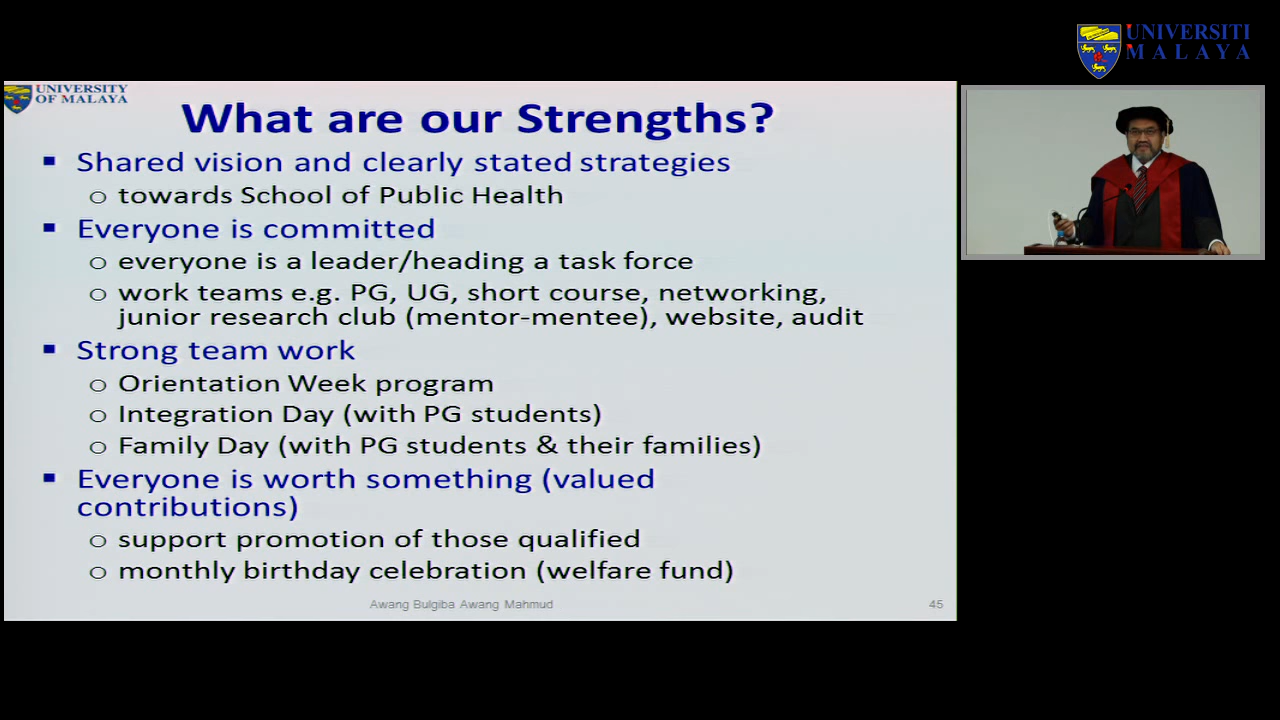 UNIVERSITI
MALAYA
UNIVERSITY
OF MALAYA
What are our Strengths?
▪ Shared vision and clearly stated strategies
o towards School of Public Health
▪ Everyone is committed
o everyone is a leader/heading a task force
o work teams e.g. PG, UG, short course, networking,
junior research club (mentor-mentee), website, audit
▪ Strong team work
o Orientation Week program
o Integration Day (with PG students)
o Family Day (with PG students & their families)
▪ Everyone is worth something (valued
contributions)
o support promotion of those qualified
o monthly birthday celebration (welfare fund)
Awang Bulgiba Awang Mahmud
45